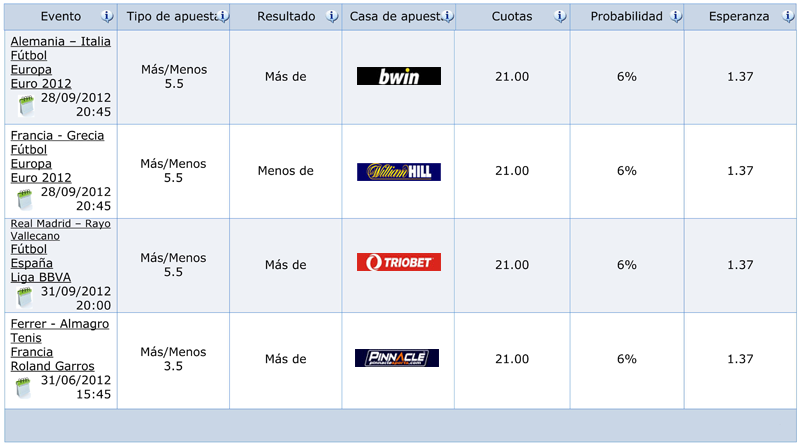 Evento Tipo de apuesta Resultado Casa de apuest Cuotas Probabilidad Esperanza
Alemania – Italia
Fútbol
Europa
Euro 2012
28/09/2012
20:45
Más/Menos
5.5
Más de
bwin
21.00
6%
1.37
Francia - Grecia
Fútbol
Europa
Euro 2012
28/09/2012
20:45
Más/Menos
5.5
Menos de
William HILL
21.00
6%
1.37
Real Madrid – Rayo
Vallecano
Fútbol
España
Liga BBVA
31/09/2012
20:00
Más/Menos
5.5
Más de
TRIOBET
21.00
6%
1.37
Ferrer - Almagro
Tenis
Francia
Roland Garros
31/06/2012
15:45
Más/Menos
3.5
Más de
PINNACLE
pinnaclesports.com
21.00
6%
1.37